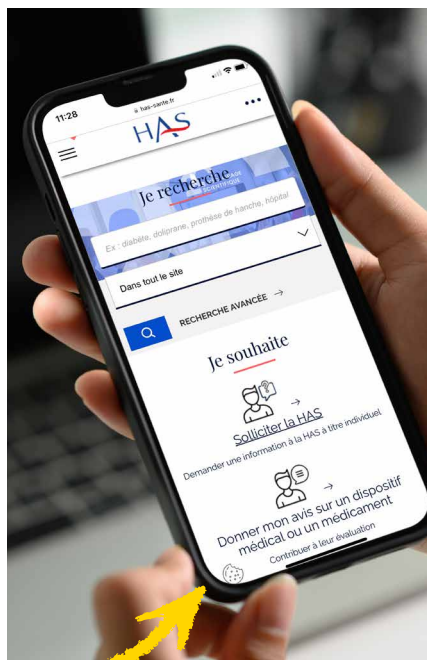 11:28
has-sante.fr
HAS
Je recherche
SCIENTIFIQUE
Ex : diabète, doliprane, prothèse de hanche, hôpital
Dans tout le site
RECHERCHE AVANCÉE →
Je souhaite
→
Solliciter la HAS
Demander une information à la HAS à titre individuel
→
Donner mon avis sur un dispositif
médical ou un médicament
Contribuer à leur évaluation